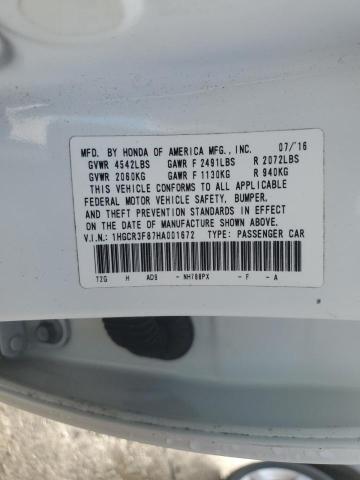 MFD. BY HONDA OF AMERICA MFG., INC. 07/16
GVWR 4542LBS GAWR F 2491LBS R 2072LBS
GVWR 2060KG GAWR F 1130KG R 940KG
THIS VEHICLE CONFORMS TO ALL APPLICABLE
FEDERAL MOTOR VEHICLE SAFETY, BUMPER,
AND THEFT PREVENTION STANDARDS IN EFFECT
ON THE DATE OF MANUFACTURE SHOWN ABOVE.
V.I.N.: 1HGCR3F87HA001672 TYPE: PASSENGER CAR
T2G H AD9 - NH788PX - F - A